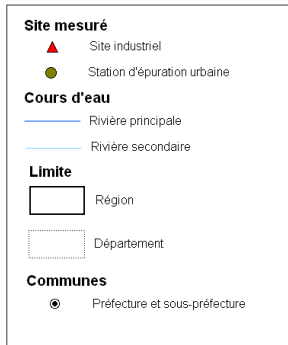 Site mesuré
Site industriel
Station d'épuration urbaine
Cours d'eau
Rivière principale
Rivière secondaire
Limite
Région
Département
Communes
Préfecture et sous-préfecture